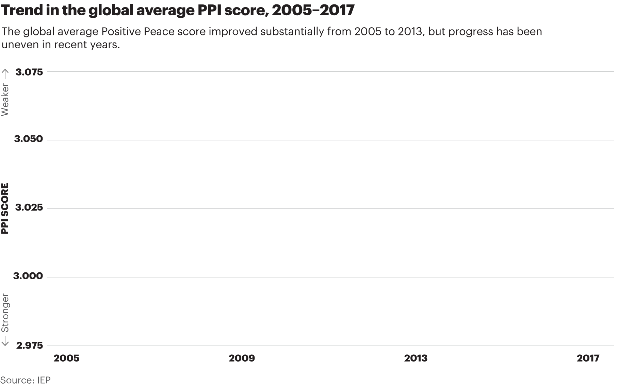 Trend in the global average PPI score, 2005–2017
The global average Positive Peace score improved substantially from 2005 to 2013, but progress has been
uneven in recent years.
Weaker →
3.075
3.050
3.025
PPI SCORE
3.000
← Stronger
2.975
2005 2009 2013 2017
Source: IEP